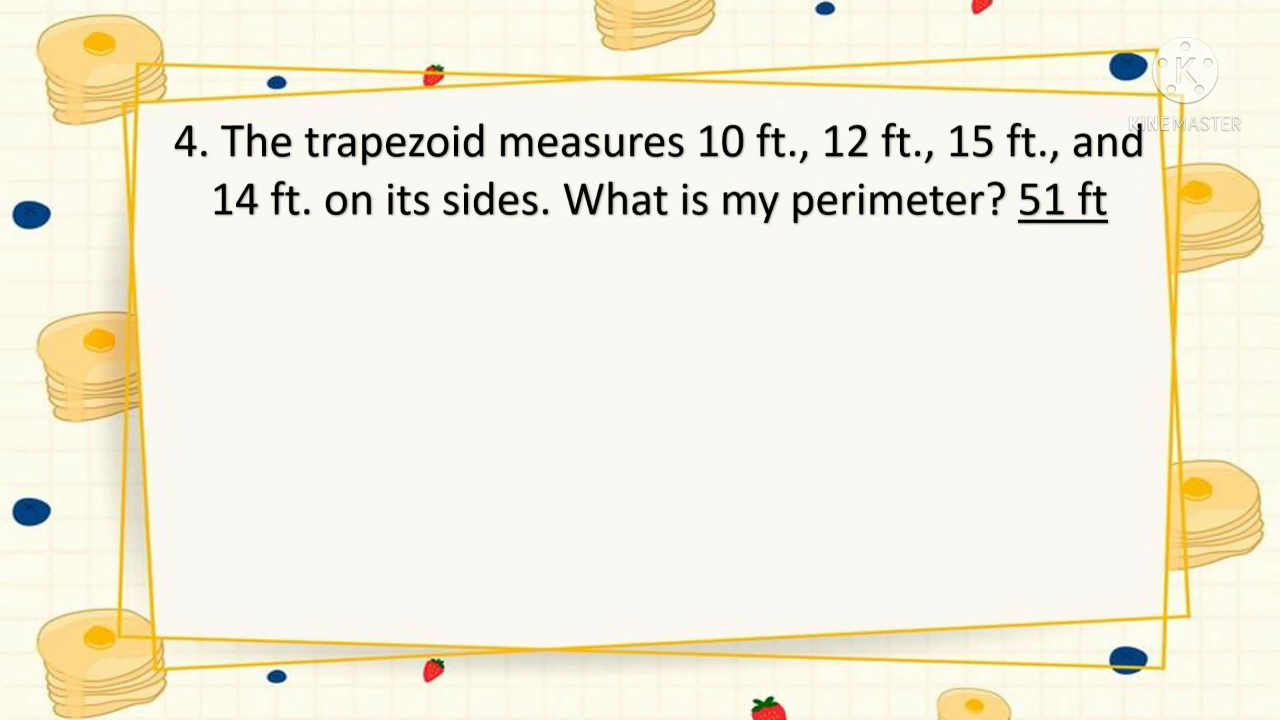 4. The trapezoid measures 10 ft., 12 ft., 15 ft., and
14 ft. on its sides. What is my perimeter? 51 ft
K
KINEMASTER